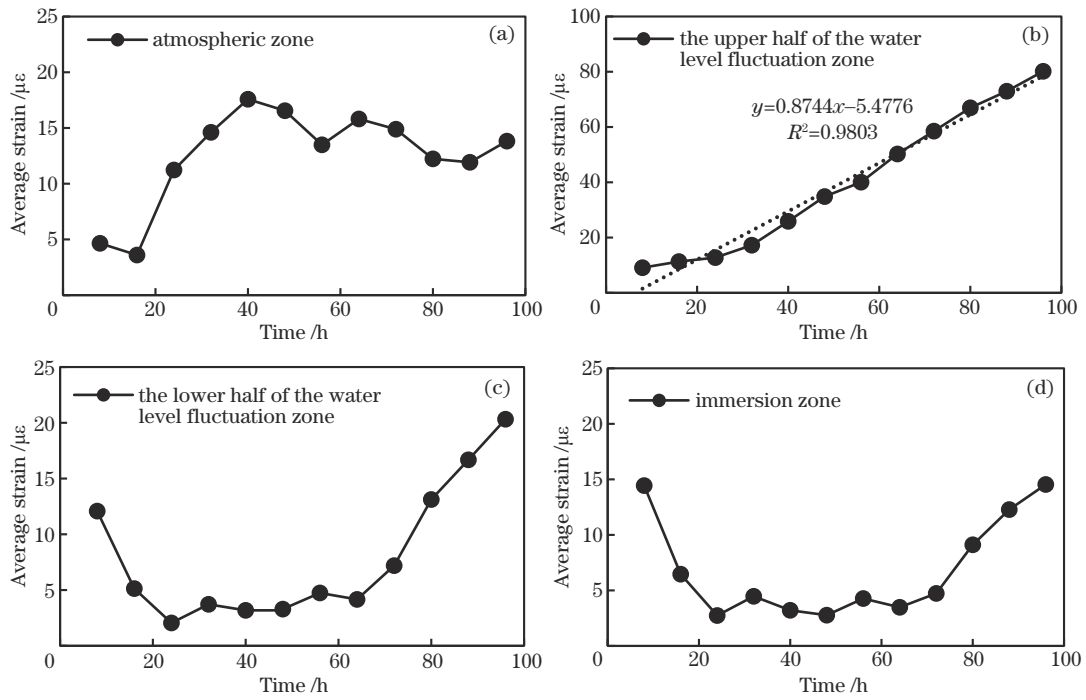 25
20
15
10
5
0
20
40
60
80
100
Average strain /με
Time /h
atmospheric zone
(a)
100
80
60
40
20
0
20
40
60
80
100
Average strain /με
Time /h
the upper half of the water
level fluctuation zone
(b)
y=0.8744x−5.4776
R²=0.9803
25
20
15
10
5
0
20
40
60
80
100
Average strain /με
Time /h
the lower half of the water
level fluctuation zone
(c)
25
20
15
10
5
0
20
40
60
80
100
Average strain /με
Time /h
immersion zone
(d)